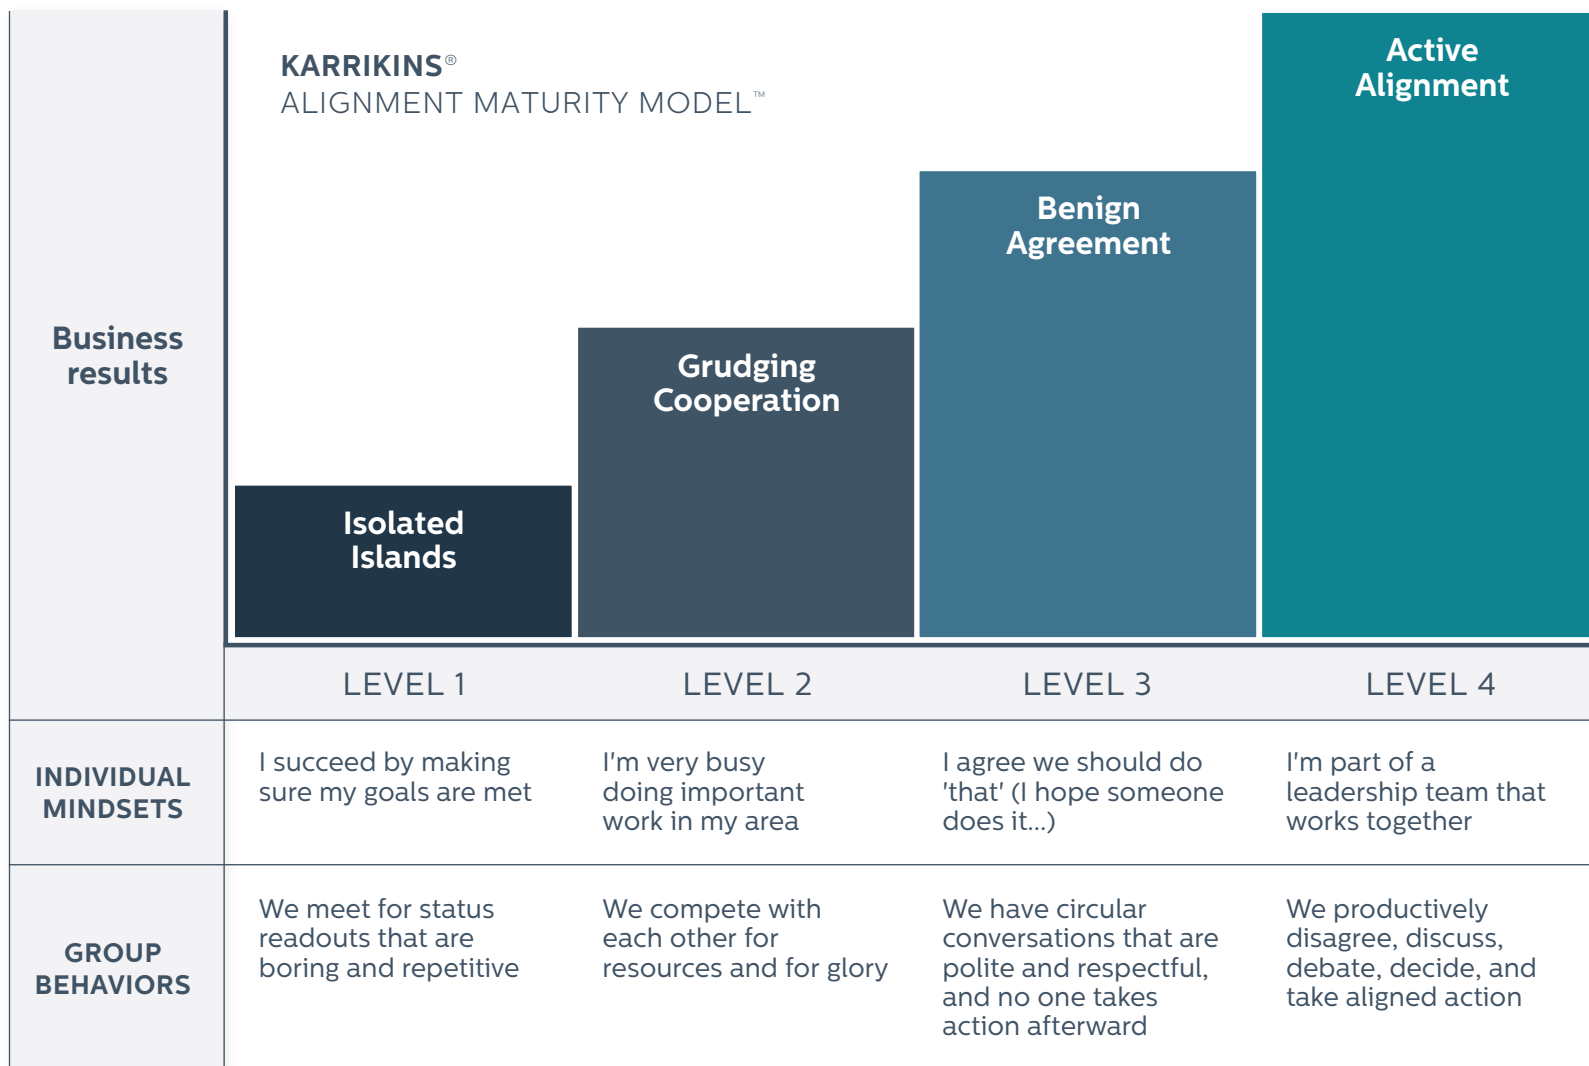 KARRIKINS®
ALIGNMENT MATURITY MODEL™
Business
results
Isolated
Islands
Grudging
Cooperation
Benign
Agreement
Active
Alignment
LEVEL 1
LEVEL 2
LEVEL 3
LEVEL 4
INDIVIDUAL
MINDSETS
I succeed by making
sure my goals are met
I'm very busy
doing important
work in my area
I agree we should do
'that' (I hope someone
does it...)
I'm part of a
leadership team that
works together
GROUP
BEHAVIORS
We meet for status
readouts that are
boring and repetitive
We compete with
each other for
resources and for glory
We have circular
conversations that are
polite and respectful,
and no one takes
action afterward
We productively
disagree, discuss,
debate, decide, and
take aligned action